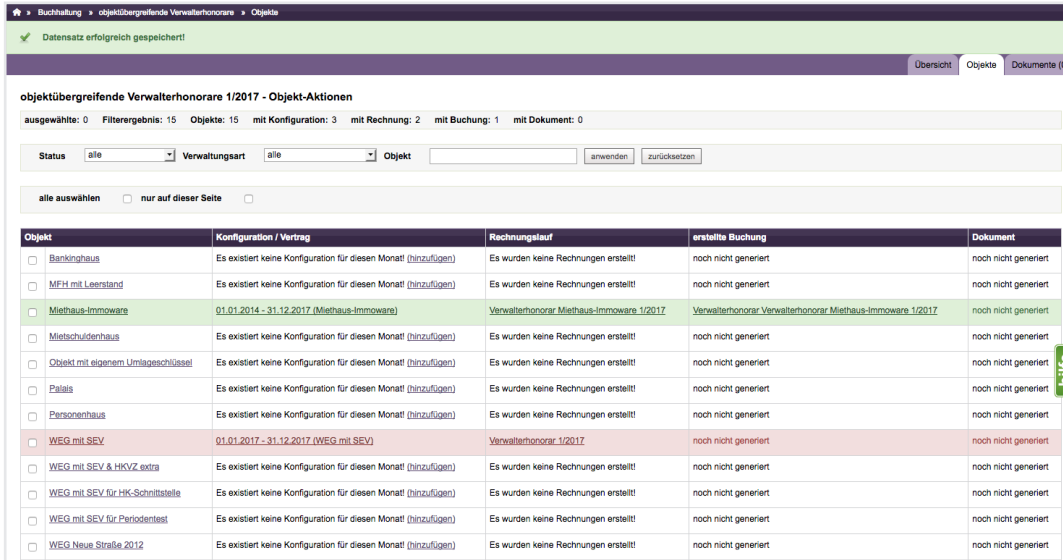 » Buchhaltung » objektübergreifende Verwalterhonorare » Objekte
Datensatz erfolgreich gespeichert!
Übersicht Objekte Dokumente (
objektübergreifende Verwalterhonorare 1/2017 - Objekt-Aktionen
ausgewählte: 0 Filterergebnis: 15 Objekte: 15 mit Konfiguration: 3 mit Rechnung: 2 mit Buchung: 1 mit Dokument: 0
Status alle Verwaltungsart alle Objekt anwenden zurücksetzen
alle auswählen nur auf dieser Seite
Objekt Konfiguration / Vertrag Rechnungslauf erstellte Buchung Dokument
Bankinghaus Es existiert keine Konfiguration für diesen Monat! (hinzufügen) Es wurden keine Rechnungen erstellt! noch nicht generiert noch nicht generiert
MFH mit Leerstand Es existiert keine Konfiguration für diesen Monat! (hinzufügen) Es wurden keine Rechnungen erstellt! noch nicht generiert noch nicht generiert
Miethaus-Immoware 01.01.2014 - 31.12.2017 (Miethaus-Immoware) Verwalterhonorar Miethaus-Immoware 1/2017 Verwalterhonorar Verwalterhonorar Miethaus-Immoware 1/2017 noch nicht generiert
Mietschuldenhaus Es existiert keine Konfiguration für diesen Monat! (hinzufügen) Es wurden keine Rechnungen erstellt! noch nicht generiert noch nicht generiert
Objekt mit eigenem Umlageschlüssel Es existiert keine Konfiguration für diesen Monat! (hinzufügen) Es wurden keine Rechnungen erstellt! noch nicht generiert noch nicht generiert
Palais Es existiert keine Konfiguration für diesen Monat! (hinzufügen) Es wurden keine Rechnungen erstellt! noch nicht generiert noch nicht generiert
Personenhaus Es existiert keine Konfiguration für diesen Monat! (hinzufügen) Es wurden keine Rechnungen erstellt! noch nicht generiert noch nicht generiert
WEG mit SEV 01.01.2017 - 31.12.2017 (WEG mit SEV) Verwalterhonorar 1/2017 noch nicht generiert noch nicht generiert
WEG mit SEV & HKVZ extra Es existiert keine Konfiguration für diesen Monat! (hinzufügen) Es wurden keine Rechnungen erstellt! noch nicht generiert noch nicht generiert
WEG mit SEV für HK-Schnittstelle Es existiert keine Konfiguration für diesen Monat! (hinzufügen) Es wurden keine Rechnungen erstellt! noch nicht generiert noch nicht generiert
WEG mit SEV für Periodentest Es existiert keine Konfiguration für diesen Monat! (hinzufügen) Es wurden keine Rechnungen erstellt! noch nicht generiert noch nicht generiert
WEG Neue Straße 2012 Es existiert keine Konfiguration für diesen Monat! (hinzufügen) Es wurden keine Rechnungen erstellt! noch nicht generiert noch nicht generiert